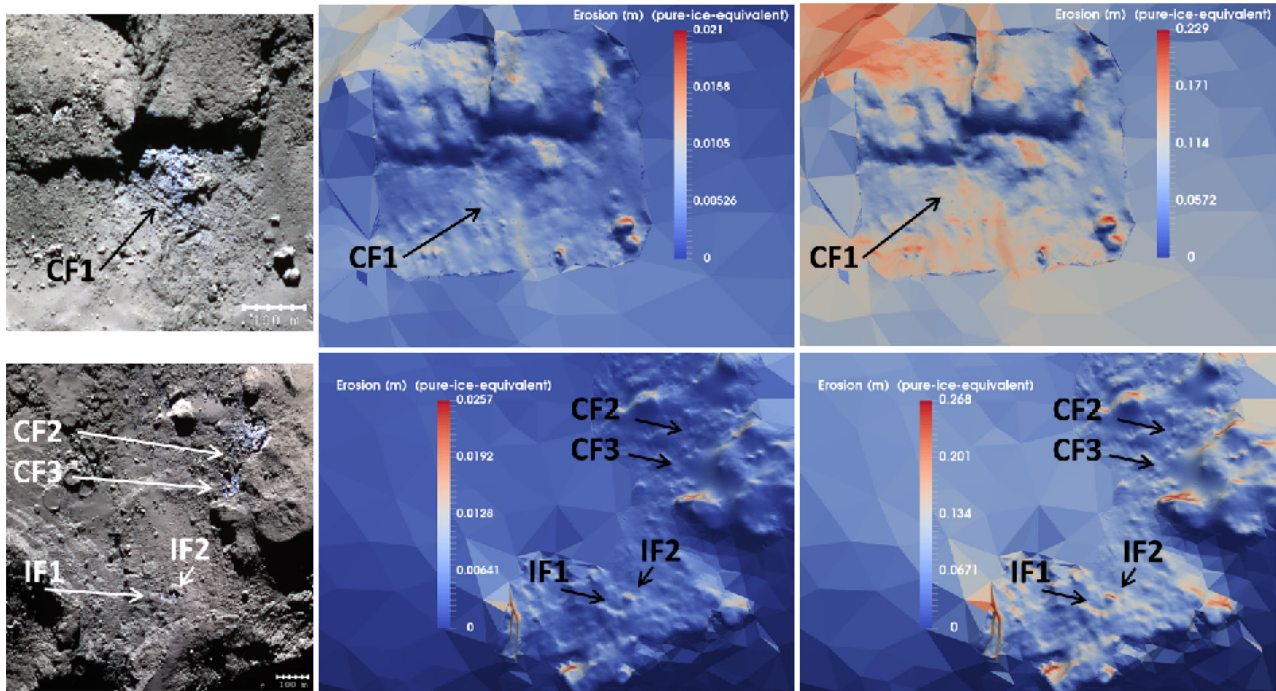 CF1
100 m
Erosion (m) (pure-ice-equivalent)
0.021
0.0158
0.0105
0.00526
0
CF1
Erosion (m) (pure-ice-equivalent)
0.229
0.171
0.114
0.0572
0
CF1
CF2
CF3
IF2
IF1
100 m
Erosion (m) (pure-ice-equivalent)
0.0257
0.0192
0.0128
0.00641
0
CF2
CF3
IF2
IF1
Erosion (m) (pure-ice-equivalent)
0.268
0.201
0.134
0.0671
0
CF2
CF3
IF2
IF1